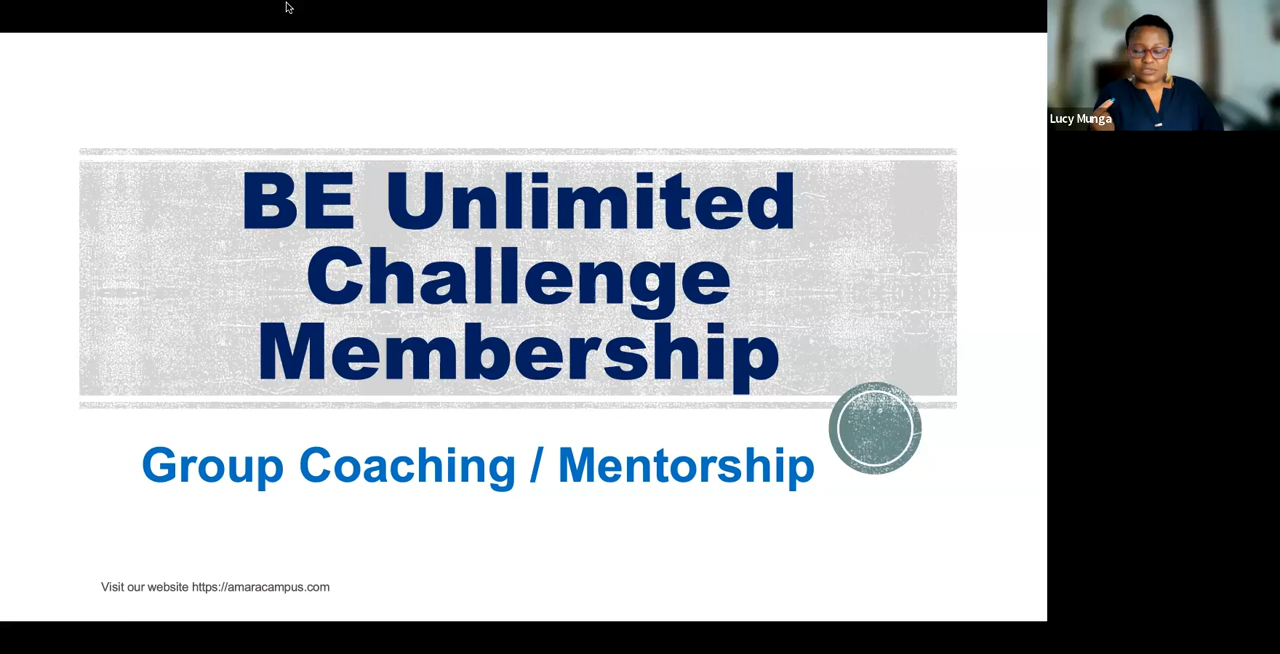 BE Unlimited
Challenge
Membership
Group Coaching / Mentorship
Visit our website https://amaracampus.com
Lucy Munga